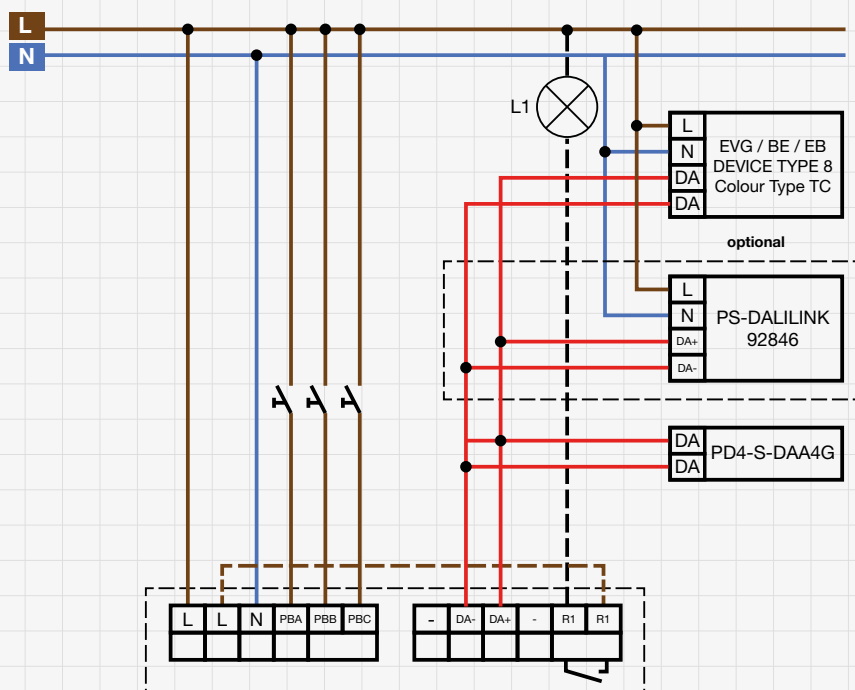 L
N
L1
L
N
DA
DA
EVG / BE / EB
DEVICE TYPE 8
Colour Type TC
optional
L
N
DA+
DA-
PS-DALILINK
92846
DA
DA
PD4-S-DAA4G
L L N PBA PBB PBC
- DA- DA+ - R1 R1